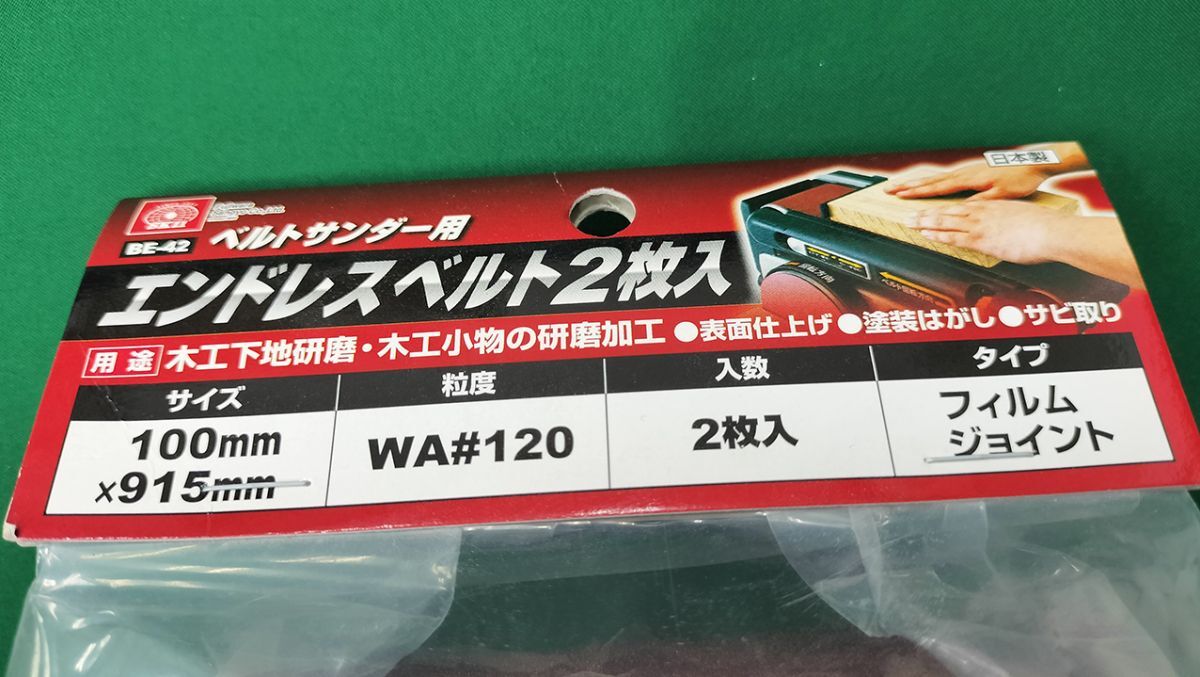 日本製
SK11
BE-42
ベルトサンダー用
エンドレスベルト2枚入
用途 木工下地研磨・木工小物の研磨加工 ●表面仕上げ ●塗装はがし ●サビ取り
サイズ 粒度 入数 タイプ
100mm
×915mm
WA#120
2枚入
フィルム
ジョイント